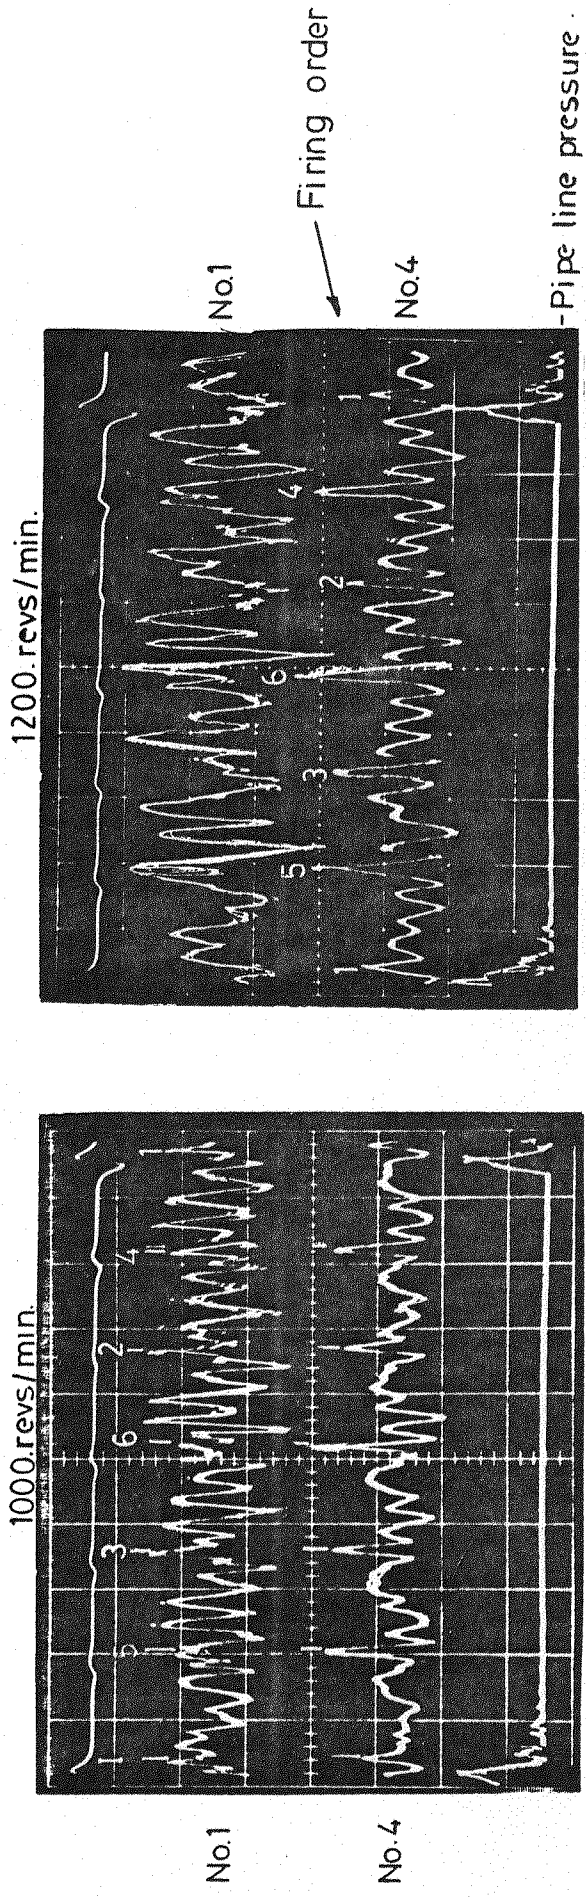 1000.revs/min.
No.1
1 3 6 2 4 1
No.4
1200.revs/min.
No.1
1 5 3 6 2 4 1
Firing order
No.4
-Pipe line pressure.